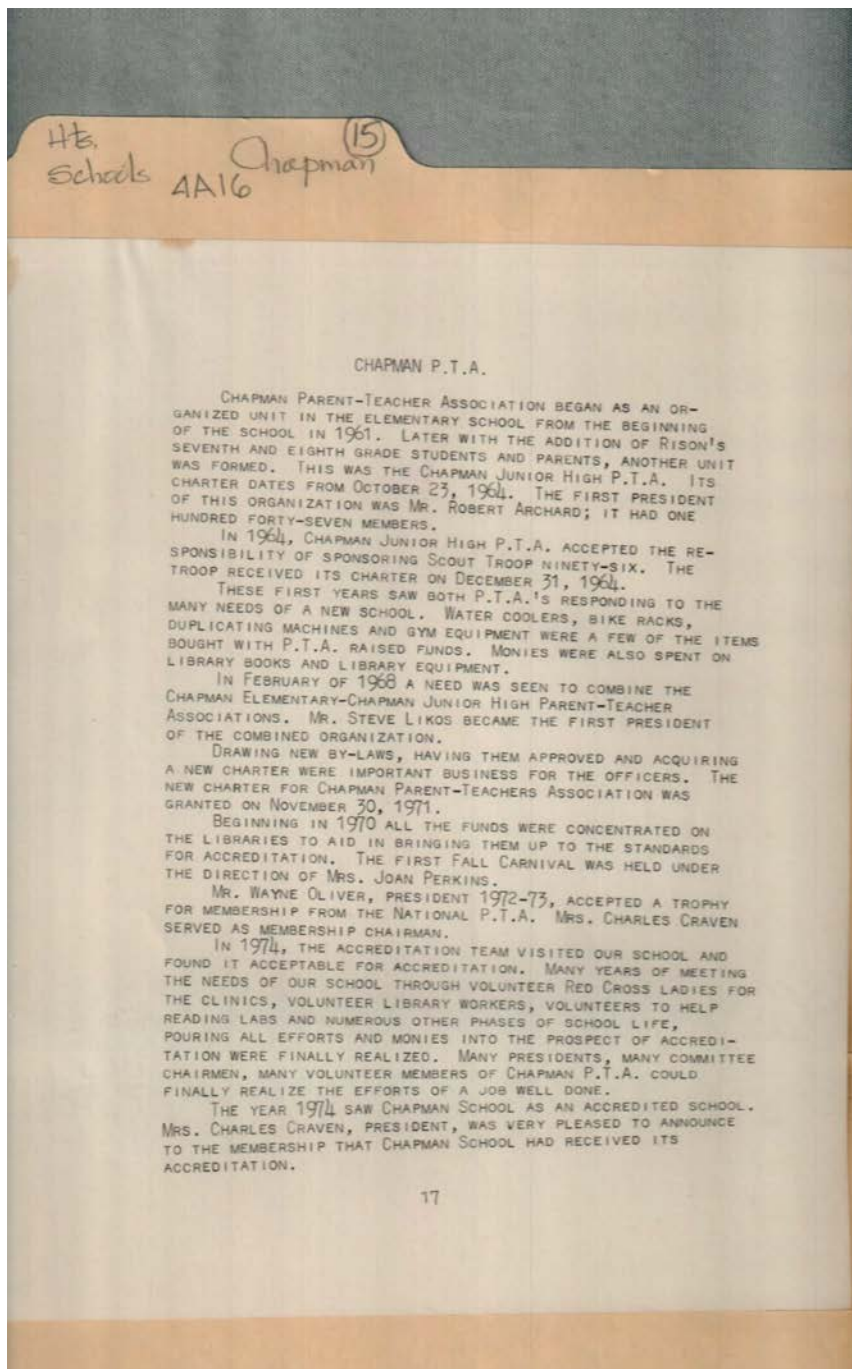 Hts.
Schools
4A16
Chapman
15
CHAPMAN P.T.A.
CHAPMAN PARENT-TEACHER ASSOCIATION BEGAN AS AN OR-
GANIZED UNIT IN THE ELEMENTARY SCHOOL FROM THE BEGINNING
OF THE SCHOOL IN 1961. LATER WITH THE ADDITION OF RISON'S
SEVENTH AND EIGHTH GRADE STUDENTS AND PARENTS, ANOTHER UNIT
WAS FORMED. THIS WAS THE CHAPMAN JUNIOR HIGH P.T.A. ITS
CHARTER DATES FROM OCTOBER 23, 1964. THE FIRST PRESIDENT
OF THIS ORGANIZATION WAS MR. ROBERT ARCHARD; IT HAD ONE
HUNDRED FORTY-SEVEN MEMBERS.
IN 1964, CHAPMAN JUNIOR HIGH P.T.A. ACCEPTED THE RE-
SPONSIBILITY OF SPONSORING SCOUT TROOP NINETY-SIX. THE
TROOP RECEIVED ITS CHARTER ON DECEMBER 31, 1964.
THESE FIRST YEARS SAW BOTH P.T.A.'S RESPONDING TO THE
MANY NEEDS OF A NEW SCHOOL. WATER COOLERS, BIKE RACKS,
DUPLICATING MACHINES AND GYM EQUIPMENT WERE A FEW OF THE ITEMS
BOUGHT WITH P.T.A. RAISED FUNDS. MONIES WERE ALSO SPENT ON
LIBRARY BOOKS AND LIBRARY EQUIPMENT.
IN FEBRUARY OF 1968 A NEED WAS SEEN TO COMBINE THE
CHAPMAN ELEMENTARY-CHAPMAN JUNIOR HIGH PARENT-TEACHER
ASSOCIATIONS. MR. STEVE LIKOS BECAME THE FIRST PRESIDENT
OF THE COMBINED ORGANIZATION.
DRAWING NEW BY-LAWS, HAVING THEM APPROVED AND ACQUIRING
A NEW CHARTER WERE IMPORTANT BUSINESS FOR THE OFFICERS. THE
NEW CHARTER FOR CHAPMAN PARENT-TEACHERS ASSOCIATION WAS
GRANTED ON NOVEMBER 30, 1971.
BEGINNING IN 1970 ALL THE FUNDS WERE CONCENTRATED ON
THE LIBRARIES TO AID IN BRINGING THEM UP TO THE STANDARDS
FOR ACCREDITATION. THE FIRST FALL CARNIVAL WAS HELD UNDER
THE DIRECTION OF MRS. JOAN PERKINS.
MR. WAYNE OLIVER, PRESIDENT 1972-73, ACCEPTED A TROPHY
FOR MEMBERSHIP FROM THE NATIONAL P.T.A. MRS. CHARLES CRAVEN
SERVED AS MEMBERSHIP CHAIRMAN.
IN 1974, THE ACCREDITATION TEAM VISITED OUR SCHOOL AND
FOUND IT ACCEPTABLE FOR ACCREDITATION. MANY YEARS OF MEETING
THE NEEDS OF OUR SCHOOL THROUGH VOLUNTEER RED CROSS LADIES FOR
THE CLINICS, VOLUNTEER LIBRARY WORKERS, VOLUNTEERS TO HELP
READING LABS AND NUMEROUS OTHER PHASES OF SCHOOL LIFE,
POURING ALL EFFORTS AND MONIES INTO THE PROSPECT OF ACCREDI-
TATION WERE FINALLY REALIZED. MANY PRESIDENTS, MANY COMMITTEE
CHAIRMEN, MANY VOLUNTEER MEMBERS OF CHAPMAN P.T.A. COULD
FINALLY REALIZE THE EFFORTS OF A JOB WELL DONE.
THE YEAR 1974 SAW CHAPMAN SCHOOL AS AN ACCREDITED SCHOOL.
MRS. CHARLES CRAVEN, PRESIDENT, WAS VERY PLEASED TO ANNOUNCE
TO THE MEMBERSHIP THAT CHAPMAN SCHOOL HAD RECEIVED ITS
ACCREDITATION.
17